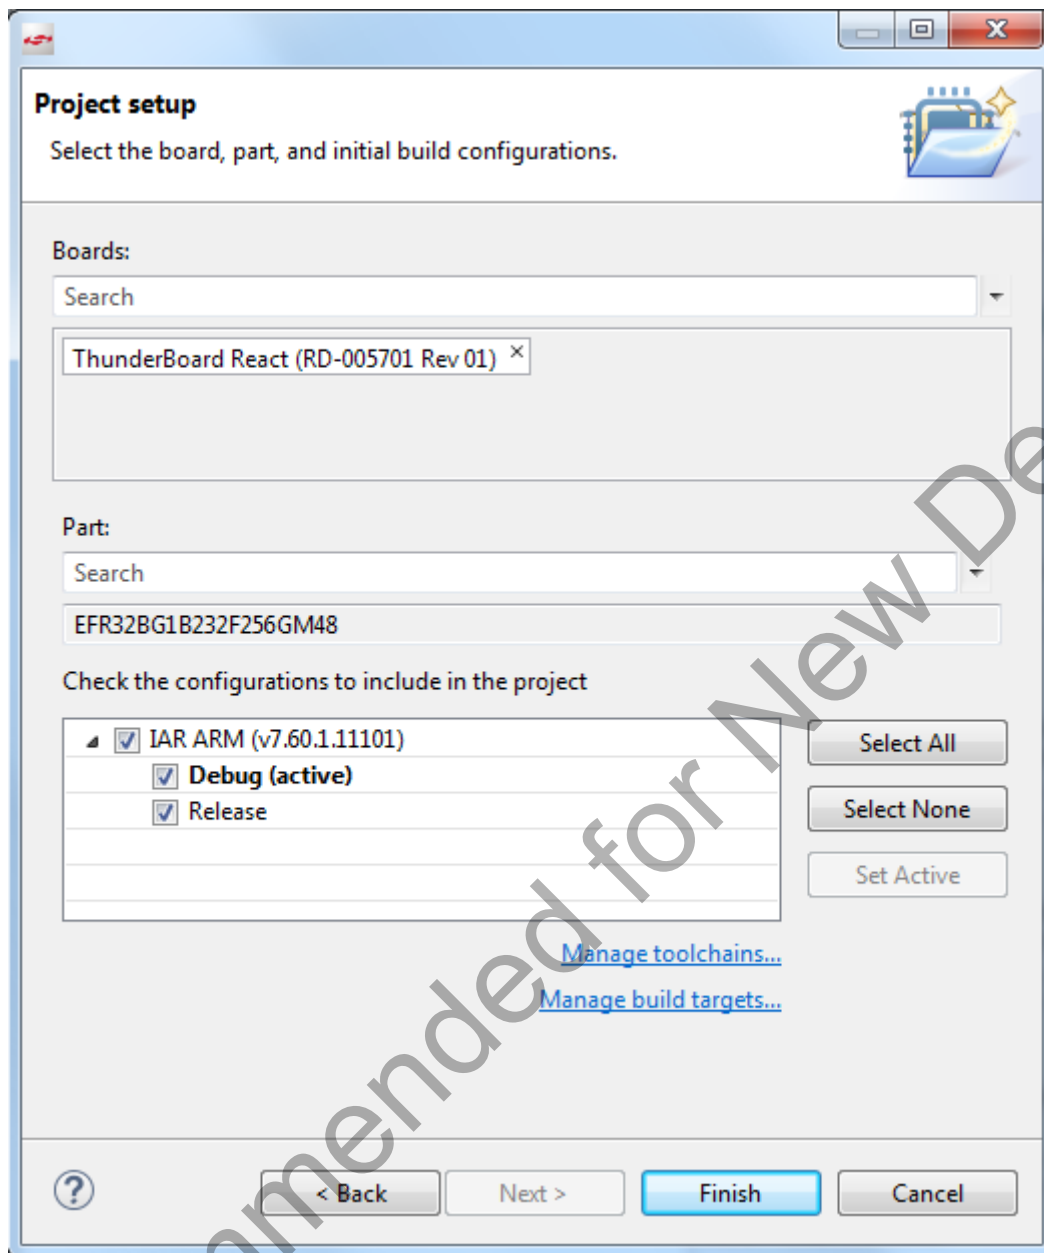 Project setup
Select the board, part, and initial build configurations.
Boards:
Search
ThunderBoard React (RD-005701 Rev 01) ×
Part:
Search
EFR32BG1B232F256GM48
Check the configurations to include in the project
IAR ARM (v7.60.1.11101)
Debug (active)
Release
Select All
Select None
Set Active
Manage toolchains...
Manage build targets...
? < Back Next > Finish Cancel
for New